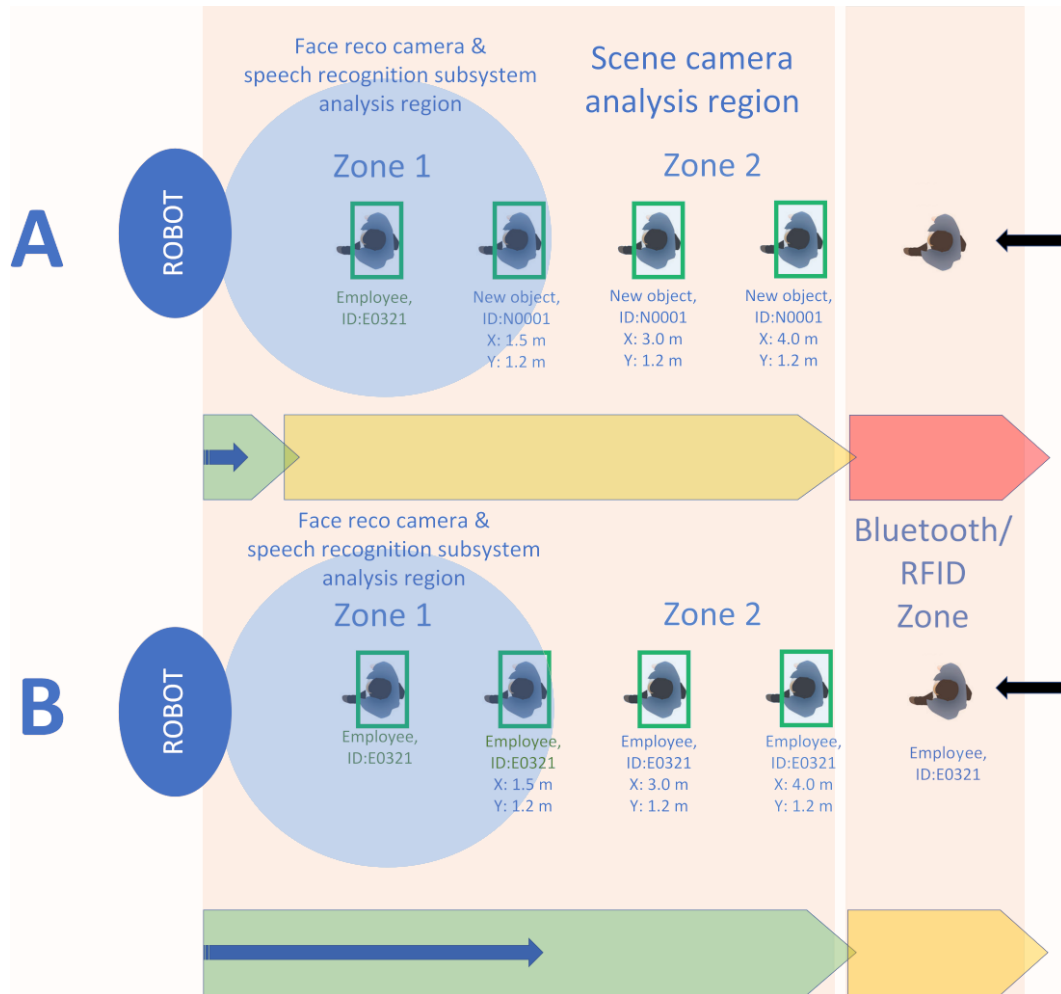 Face reco camera &
speech recognition subsystem
analysis region
Scene camera
analysis region
Zone 1
Zone 2
A
ROBOT
Employee,
ID:E0321
New object,
ID:N0001
X: 1.5 m
Y: 1.2 m
New object,
ID:N0001
X: 3.0 m
Y: 1.2 m
New object,
ID:N0001
X: 4.0 m
Y: 1.2 m
Face reco camera &
speech recognition subsystem
analysis region
Bluetooth/
RFID
Zone
Zone 1
Zone 2
B
ROBOT
Employee,
ID:E0321
Employee,
ID:E0321
X: 1.5 m
Y: 1.2 m
Employee,
ID:E0321
X: 3.0 m
Y: 1.2 m
Employee,
ID:E0321
X: 4.0 m
Y: 1.2 m
Employee,
ID:E0321